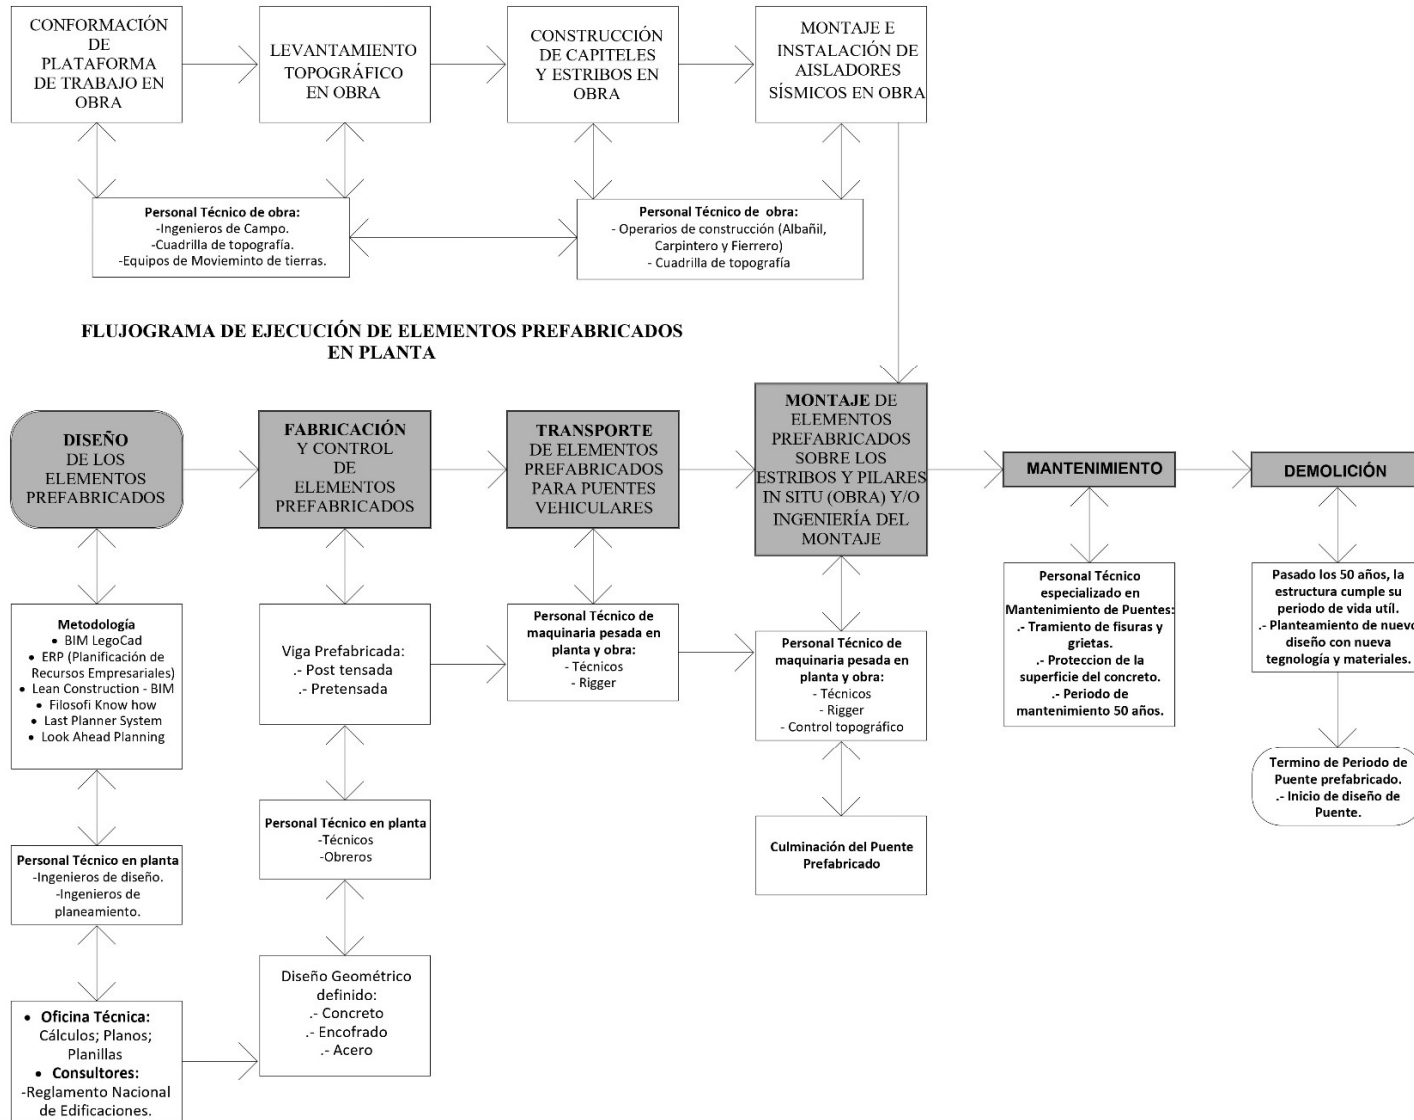 CONFORMACIÓN
DE
PLATAFORMA
DE TRABAJO EN
OBRA
LEVANTAMIENTO
TOPOGRÁFICO
EN OBRA
CONSTRUCCIÓN
DE CAPITELES
Y ESTRIBOS EN
OBRA
MONTAJE E
INSTALACIÓN DE
AISLADORES
SÍSMICOS EN OBRA
Personal Técnico de obra:
-Ingenieros de Campo.
-Cuadrilla de topografía.
-Equipos de Movieminto de tierras.
Personal Técnico de obra:
- Operarios de construcción (Albañil,
Carpintero y Fierrero)
- Cuadrilla de topografía
FLUJOGRAMA DE EJECUCIÓN DE ELEMENTOS PREFABRICADOS
EN PLANTA
DISEÑO
DE LOS
ELEMENTOS
PREFABRICADOS
FABRICACIÓN
Y CONTROL
DE
ELEMENTOS
PREFABRICADOS
TRANSPORTE
DE ELEMENTOS
PREFABRICADOS
PARA PUENTES
VEHICULARES
MONTAJE DE
ELEMENTOS
PREFABRICADOS
SOBRE LOS
ESTRIBOS Y PILARES
IN SITU (OBRA) Y/O
INGENIERÍA DEL
MONTAJE
MANTENIMIENTO
DEMOLICIÓN
Metodología
• BIM LegoCad
• ERP (Planificación de
Recursos Empresariales)
• Lean Construction - BIM
• Filosofi Know how
• Last Planner System
• Look Ahead Planning
Viga Prefabricada:
.- Post tensada
.- Pretensada
Personal Técnico de
maquinaria pesada en
planta y obra:
- Técnicos
- Rigger
Personal Técnico de
maquinaria pesada en
planta y obra:
- Técnicos
- Rigger
- Control topográfico
Personal Técnico
especializado en
Mantenimiento de Puentes:
.- Tramiento de fisuras y
grietas.
.- Proteccion de la
superficie del concreto.
.- Periodo de
mantenimiento 50 años.
Pasado los 50 años, la
estructura cumple su
periodo de vida utíl.
.- Planteamiento de nuevo
diseño con nueva
tegnología y materiales.
Termino de Periodo de
Puente prefabricado.
.- Inicio de diseño de
Puente.
Personal Técnico en planta
-Ingenieros de diseño.
-Ingenieros de
planeamiento.
Personal Técnico en planta
-Técnicos
-Obreros
Culminación del Puente
Prefabricado
• Oficina Técnica:
Cálculos; Planos;
Planillas
• Consultores:
-Reglamento Nacional
de Edificaciones.
Diseño Geométrico
definido:
.- Concreto
.- Encofrado
.- Acero